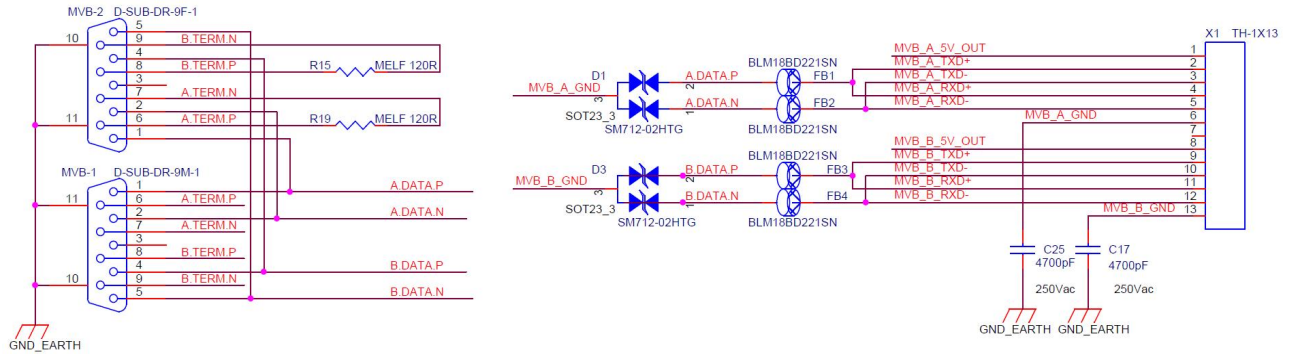 MVB-2 D-SUB-DR-9F-1
5
10
9 B.TERM.N
4
8 B.TERM.P
R15 MELF 120R
3
7 A.TERM.N
2
11
6 A.TERM.P
R19 MELF 120R
1
MVB-1 D-SUB-DR-9M-1
1 A.DATA.P
11
6 A.TERM.P
2 A.DATA.N
7 A.TERM.N
3
8 B.TERM.P
4 B.DATA.P
10
9 B.TERM.N
5 B.DATA.N
GND_EARTH
BLM18BD221SN
D1
A.DATA.P
FB1
MVB_A_GND
3
2
A.DATA.N
FB2
1
SOT23_3
SM712-02HTG
BLM18BD221SN
BLM18BD221SN
D3
B.DATA.P
FB3
MVB_B_GND
3
2
B.DATA.N
FB4
1
SOT23_3
SM712-02HTG
BLM18BD221SN
X1 TH-1X13
MVB_A_5V_OUT 1
MVB_A_TXD+ 2
MVB_A_TXD- 3
MVB_A_RXD+ 4
MVB_A_RXD- 5
MVB_A_GND 6
7
MVB_B_5V_OUT 8
MVB_B_TXD+ 9
MVB_B_TXD- 10
MVB_B_RXD+ 11
MVB_B_RXD- 12
MVB_B_GND 13
C25 C17
4700pF 4700pF
250Vac 250Vac
GND_EARTH GND_EARTH